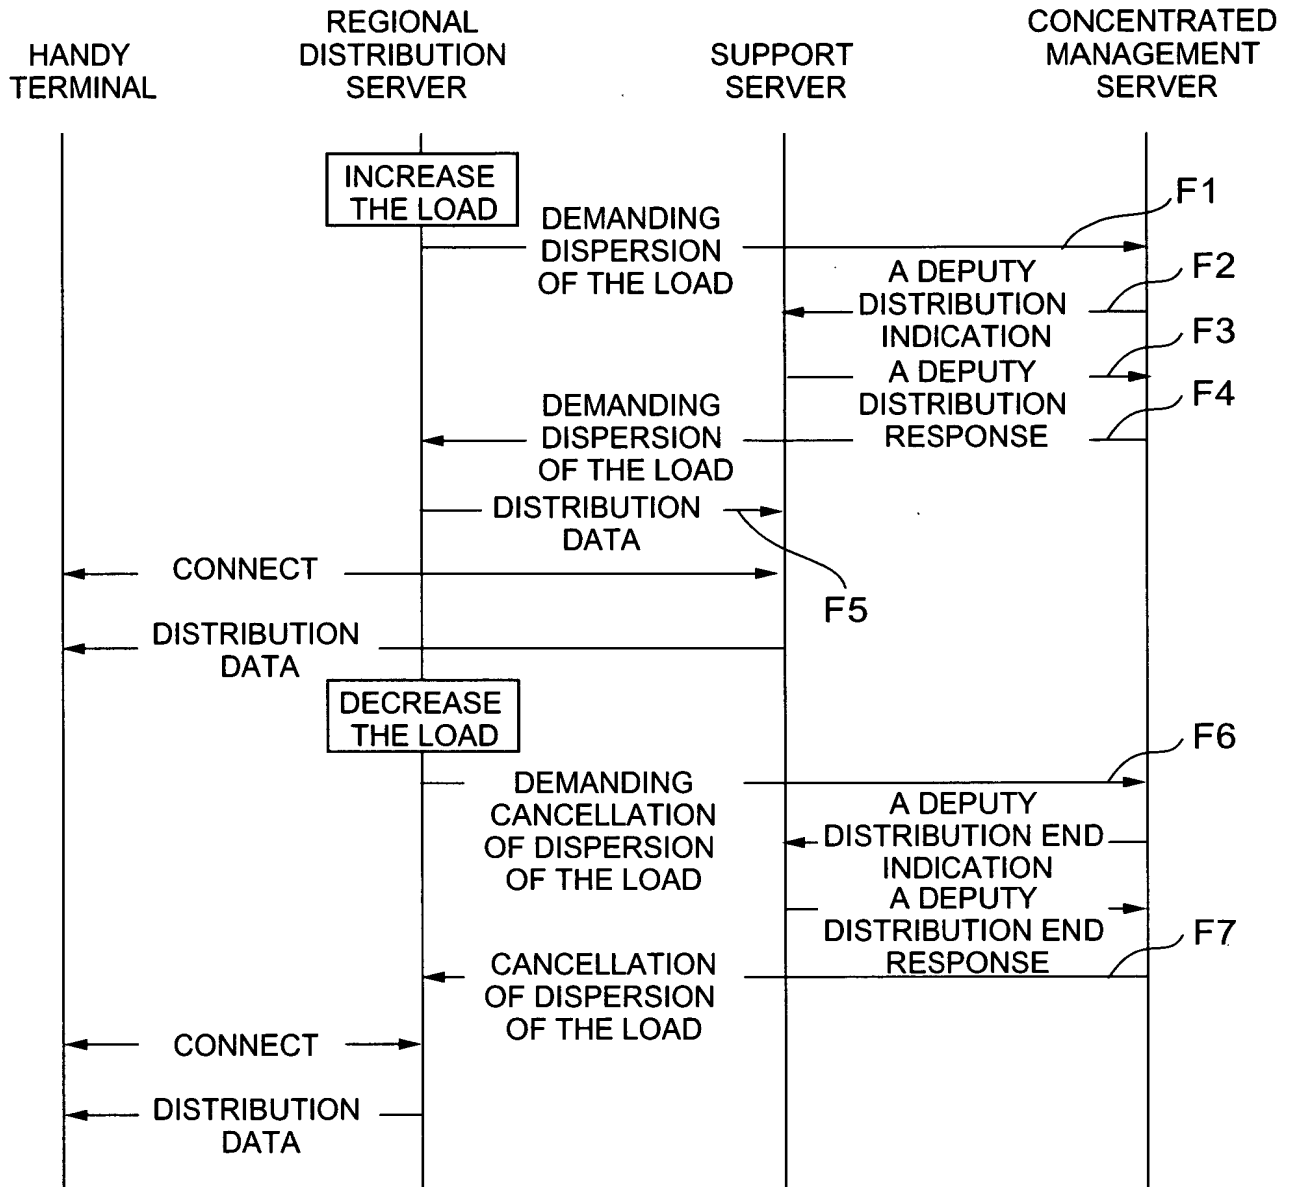 HANDY
TERMINAL
REGIONAL
DISTRIBUTION
SERVER
SUPPORT
SERVER
CONCENTRATED
MANAGEMENT
SERVER
INCREASE
THE LOAD
F1
DEMANDING
DISPERSION
OF THE LOAD
F2
A DEPUTY
DISTRIBUTION
INDICATION
F3
A DEPUTY
DISTRIBUTION
RESPONSE
F4
DEMANDING
DISPERSION
OF THE LOAD
DISTRIBUTION
DATA
F5
CONNECT
DISTRIBUTION
DATA
DECREASE
THE LOAD
F6
DEMANDING
CANCELLATION
OF DISPERSION
OF THE LOAD
A DEPUTY
DISTRIBUTION END
INDICATION
A DEPUTY
DISTRIBUTION END
RESPONSE
F7
CANCELLATION
OF DISPERSION
OF THE LOAD
CONNECT
DISTRIBUTION
DATA